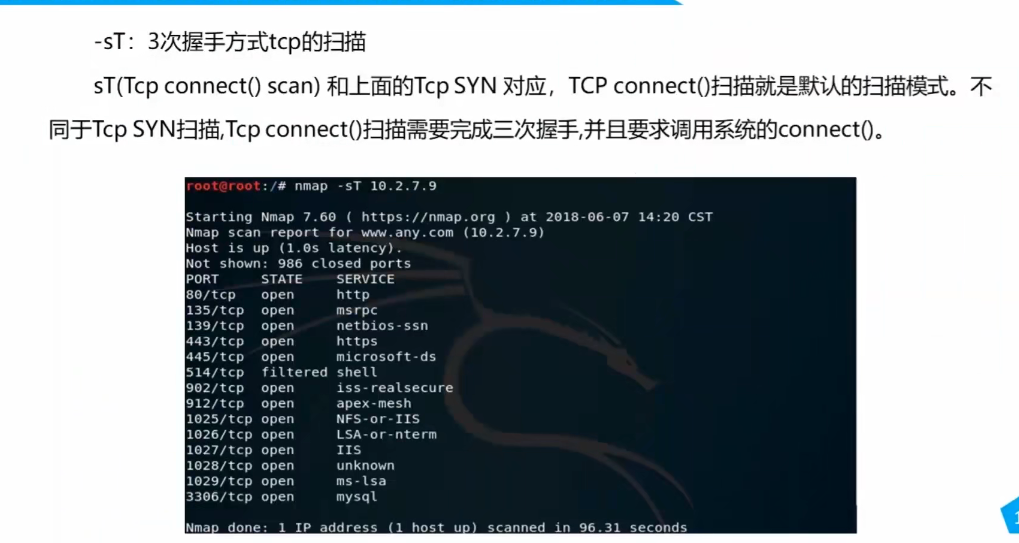 -sT：3次握手方式tcp的扫描
sT(Tcp connect() scan) 和上面的Tcp SYN 对应，TCP connect()扫描就是默认的扫描模式。不
同于Tcp SYN扫描,Tcp connect()扫描需要完成三次握手,并且要求调用系统的connect()。
root@root:/# nmap -sT 10.2.7.9
Starting Nmap 7.60 ( https://nmap.org ) at 2018-06-07 14:20 CST
Nmap scan report for www.any.com (10.2.7.9)
Host is up (1.0s latency).
Not shown: 986 closed ports
PORT     STATE    SERVICE
80/tcp   open     http
135/tcp  open     msrpc
139/tcp  open     netbios-ssn
443/tcp  open     https
445/tcp  open     microsoft-ds
514/tcp  filtered shell
902/tcp  open     iss-realsecure
912/tcp  open     apex-mesh
1025/tcp open     NFS-or-IIS
1026/tcp open     LSA-or-nterm
1027/tcp open     IIS
1028/tcp open     unknown
1029/tcp open     ms-lsa
3306/tcp open     mysql
Nmap done: 1 IP address (1 host up) scanned in 96.31 seconds